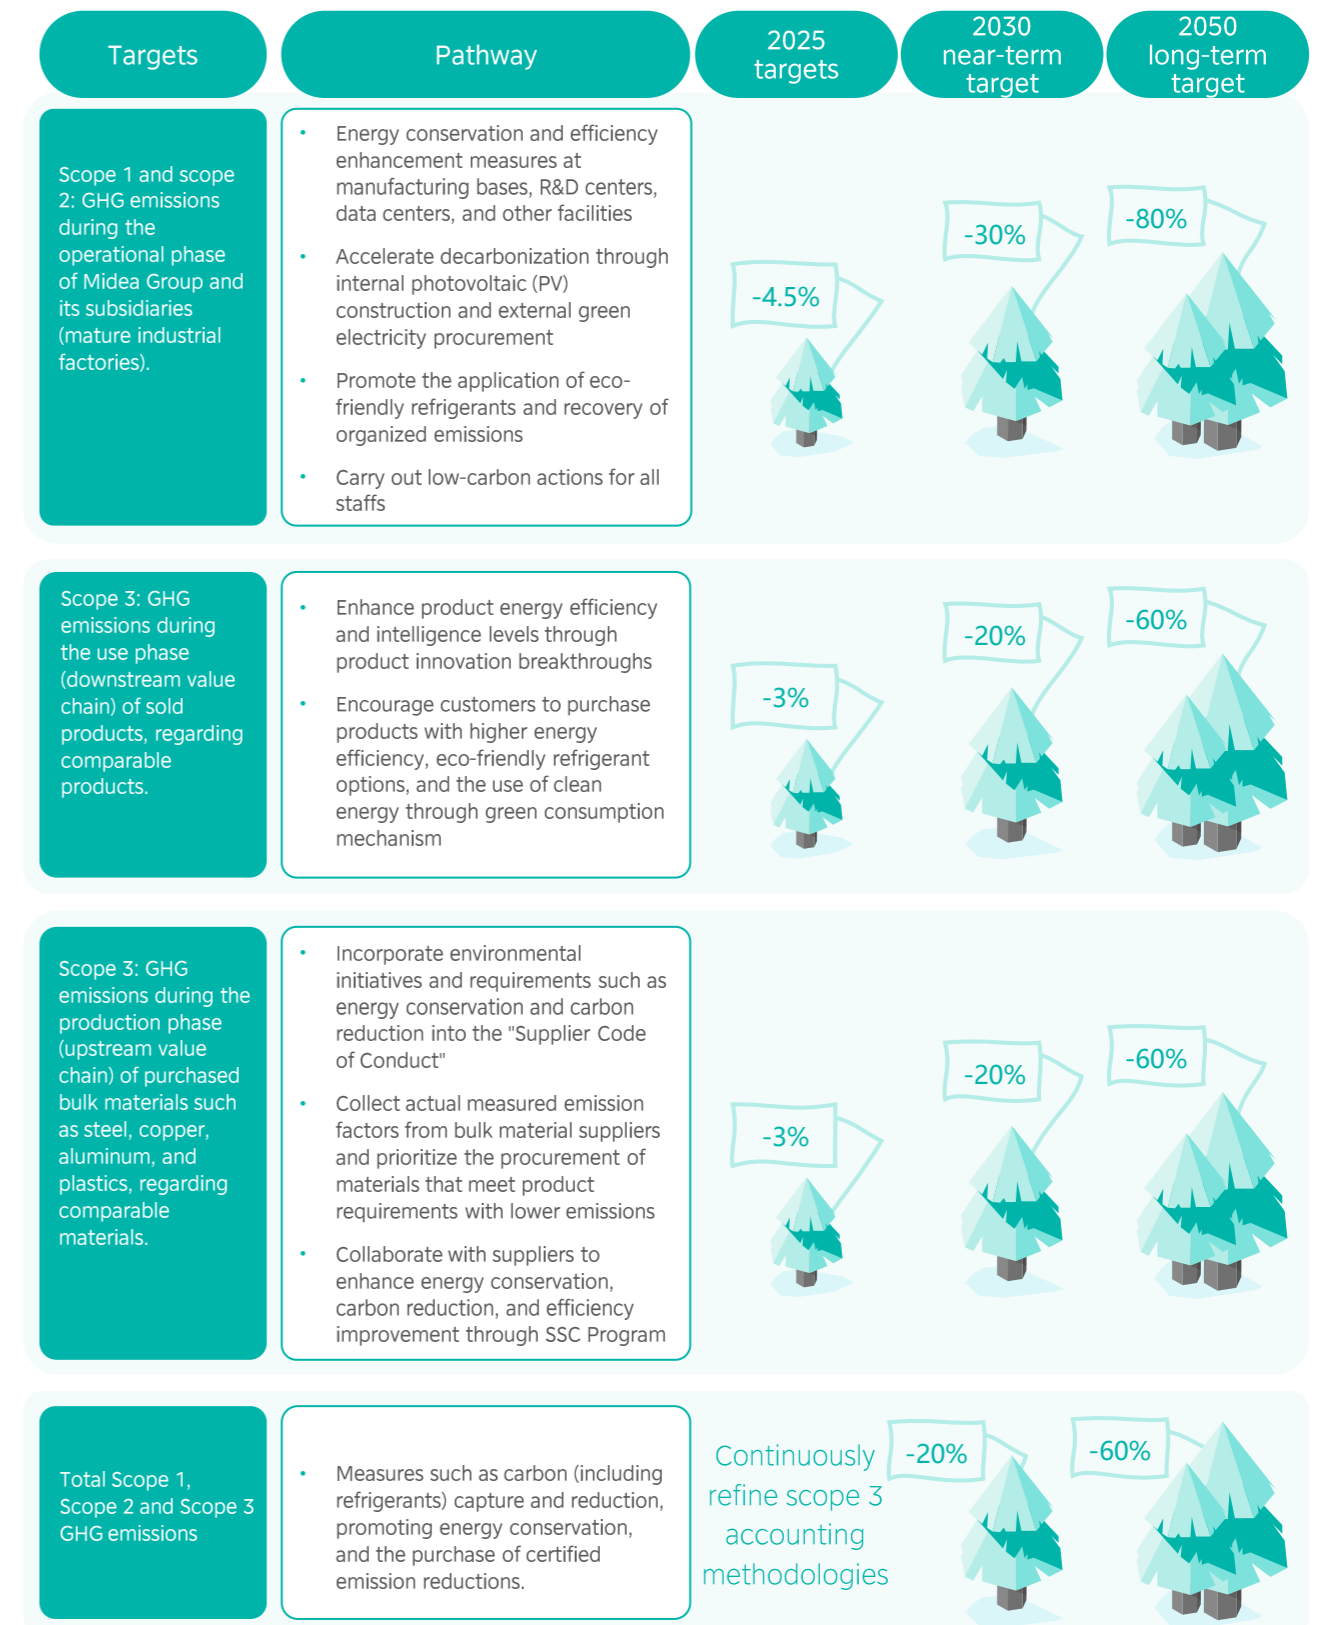 Targets
Pathway
2025
targets
2030
near-term
target
2050
long-term
target
Scope 1 and scope
2: GHG emissions
during the
operational phase
of Midea Group and
its subsidiaries
(mature industrial
factories).
• Energy conservation and efficiency
enhancement measures at
manufacturing bases, R&D centers,
data centers, and other facilities
• Accelerate decarbonization through
internal photovoltaic (PV)
construction and external green
electricity procurement
• Promote the application of eco-
friendly refrigerants and recovery of
organized emissions
• Carry out low-carbon actions for all
staffs
-4.5%
-30%
-80%
Scope 3: GHG
emissions during
the use phase
(downstream value
chain) of sold
products, regarding
comparable
products.
• Enhance product energy efficiency
and intelligence levels through
product innovation breakthroughs
• Encourage customers to purchase
products with higher energy
efficiency, eco-friendly refrigerant
options, and the use of clean
energy through green consumption
mechanism
-3%
-20%
-60%
Scope 3: GHG
emissions during the
production phase
(upstream value
chain) of purchased
bulk materials such
as steel, copper,
aluminum, and
plastics, regarding
comparable
materials.
• Incorporate environmental
initiatives and requirements such as
energy conservation and carbon
reduction into the "Supplier Code
of Conduct"
• Collect actual measured emission
factors from bulk material suppliers
and prioritize the procurement of
materials that meet product
requirements with lower emissions
• Collaborate with suppliers to
enhance energy conservation,
carbon reduction, and efficiency
improvement through SSC Program
-3%
-20%
-60%
Total Scope 1,
Scope 2 and Scope 3
GHG emissions
• Measures such as carbon (including
refrigerants) capture and reduction,
promoting energy conservation,
and the purchase of certified
emission reductions.
Continuously
refine scope 3
accounting
methodologies
-20%
-60%